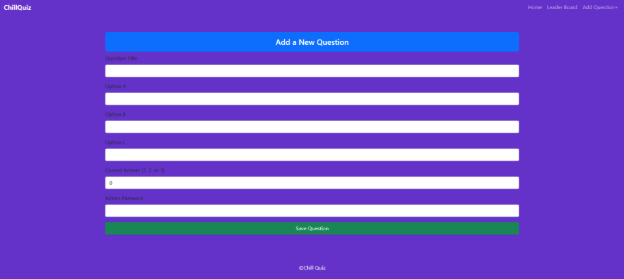 ChillQuiz
Home Leader Board Add Question
Add a New Question
Question Title
Option A
Option B
Option C
Correct Answer (1, 2, or 3)
0
Admin Password
Save Question
©Chill Quiz